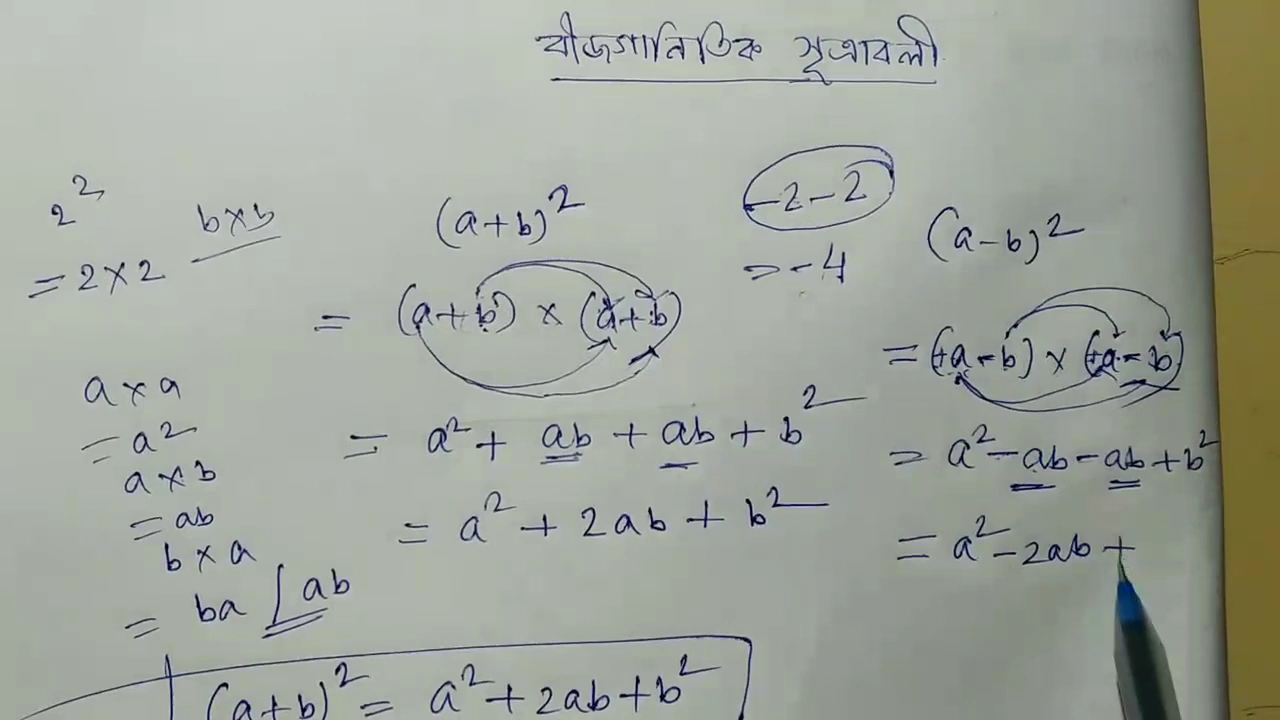 বীজগানিতিক সূত্রাবলী
2²
= 2 × 2
b × b
a × a
= a²
a × b
= ab
b × a
= ba / ab
(a+b)²
= (a+b) × (a+b)
= a² + ab + ab + b²
= a² + 2ab + b²
(a+b)² = a² + 2ab + b²
-2-2
= -4
(a-b)²
= (+a-b) × (+a-b)
= a² - ab - ab + b²
= a² - 2ab +